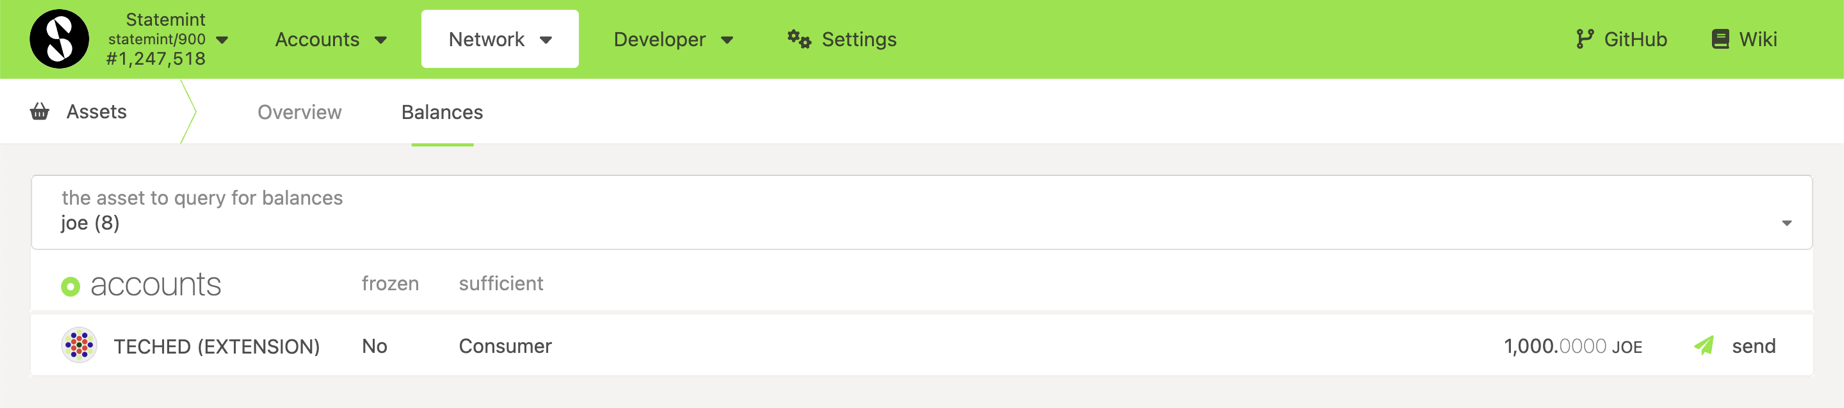 Statemint
statemint/900
#1,247,518
Accounts
Network
Developer
Settings
GitHub
Wiki
Assets
Overview
Balances
the asset to query for balances
joe (8)
accounts frozen sufficient
TECHED (EXTENSION) No Consumer 1,000.0000 JOE send